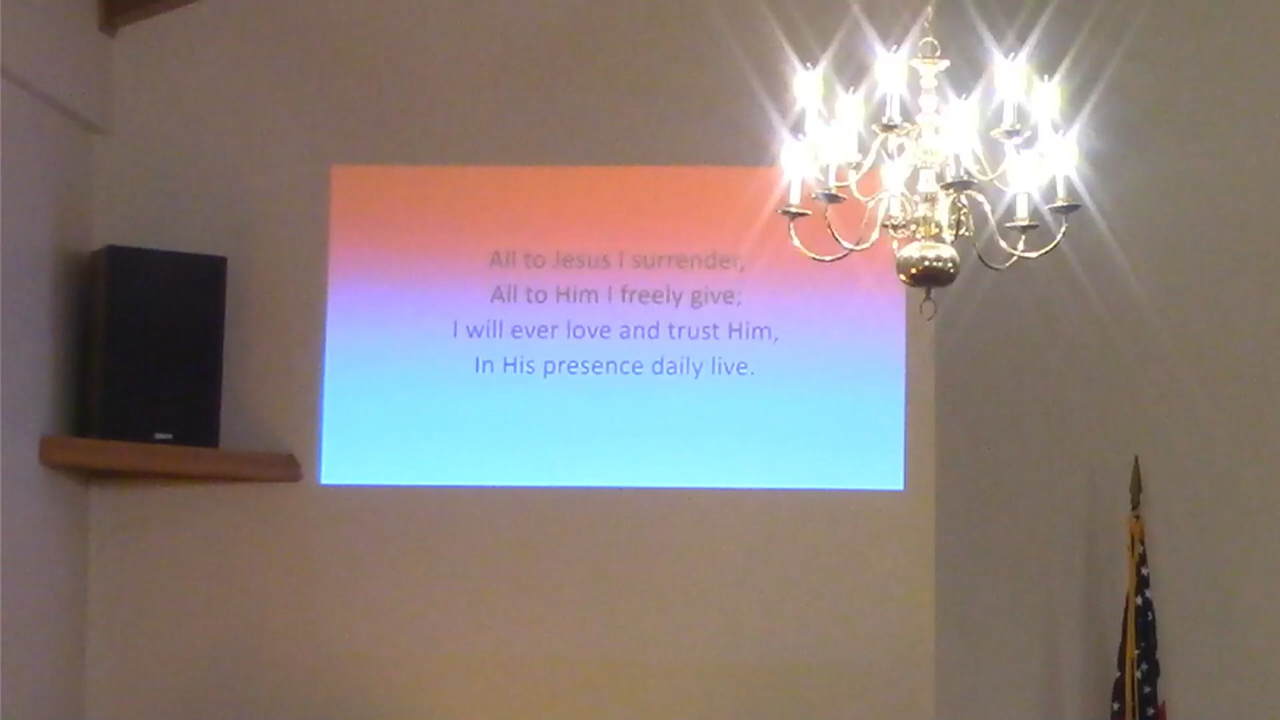 All to Jesus I surrender,
All to Him I freely give;
I will ever love and trust Him,
In His presence daily live.